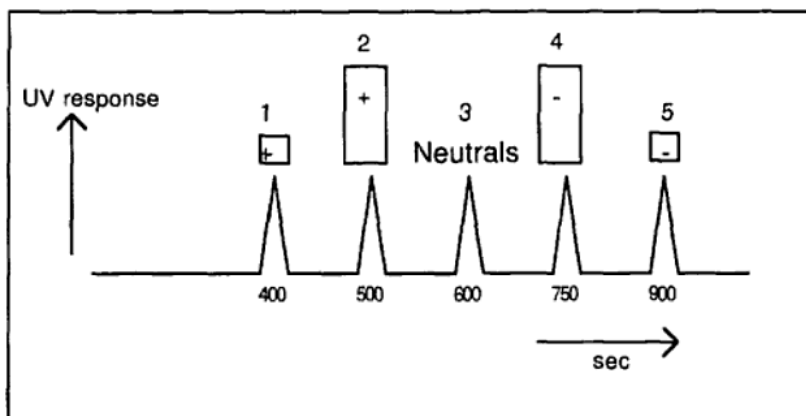 2 4
UV response 1 + - 5
+ 3 -
Neutrals
400 500 600 750 900
sec